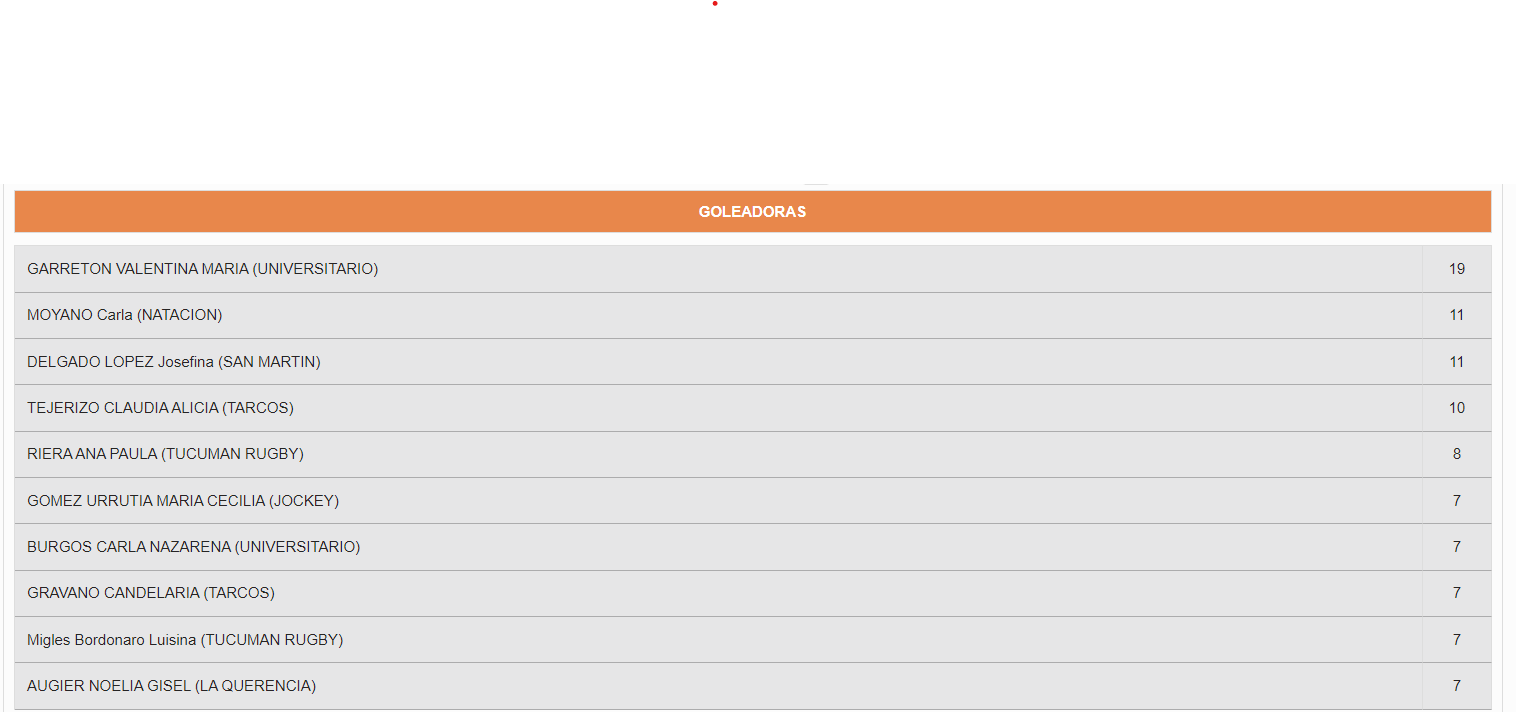 GOLEADORAS
GARRETON VALENTINA MARIA (UNIVERSITARIO) 19
MOYANO Carla (NATACION) 11
DELGADO LOPEZ Josefina (SAN MARTIN) 11
TEJERIZO CLAUDIA ALICIA (TARCOS) 10
RIERA ANA PAULA (TUCUMAN RUGBY) 8
GOMEZ URRUTIA MARIA CECILIA (JOCKEY) 7
BURGOS CARLA NAZARENA (UNIVERSITARIO) 7
GRAVANO CANDELARIA (TARCOS) 7
Migles Bordonaro Luisina (TUCUMAN RUGBY) 7
AUGIER NOELIA GISEL (LA QUERENCIA) 7